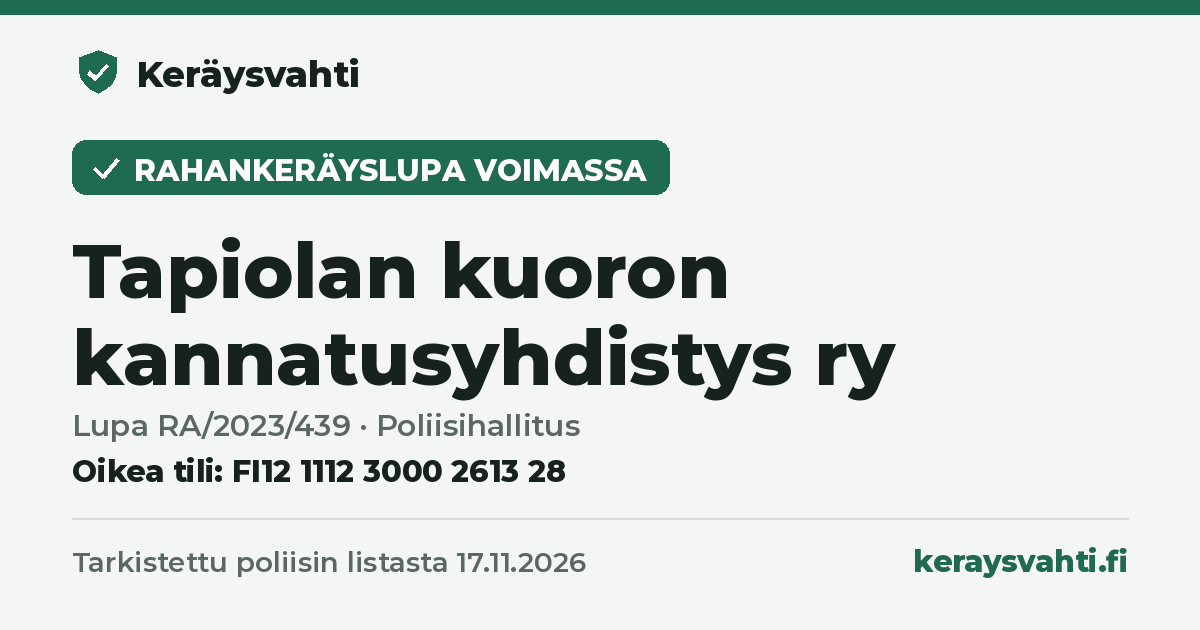 Keräysvahti
RAHANKERÄYSLUPA VOIMASSA
Tapiolan kuoron
kannatusyhdistys ry
Lupa RA/2023/439 · Poliisihallitus
Oikea tili: FI12 1112 3000 2613 28
Tarkistettu poliisin listasta 17.11.2026
keraysvahti.fi